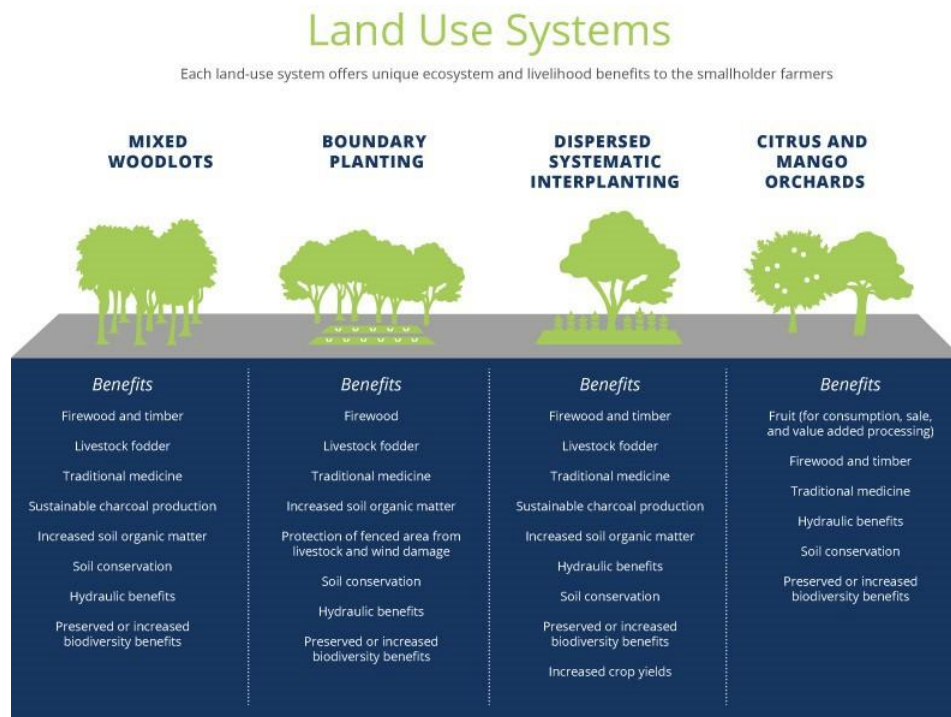 Land Use Systems
Each land-use system offers unique ecosystem and livelihood benefits to the smallholder farmers
MIXED
WOODLOTS
BOUNDARY
PLANTING
DISPERSED
SYSTEMATIC
INTERPLANTING
CITRUS AND
MANGO
ORCHARDS
Benefits
Firewood and timber
Livestock fodder
Traditional medicine
Sustainable charcoal production
Increased soil organic matter
Soil conservation
Hydraulic benefits
Preserved or increased
biodiversity benefits
Benefits
Firewood
Livestock fodder
Traditional medicine
Increased soil organic matter
Protection of fenced area from
livestock and wind damage
Soil conservation
Hydraulic benefits
Preserved or increased
biodiversity benefits
Benefits
Firewood and timber
Livestock fodder
Traditional medicine
Sustainable charcoal production
Increased soil organic matter
Hydraulic benefits
Soil conservation
Preserved or increased
biodiversity benefits
Increased crop yields
Benefits
Fruit (for consumption, sale,
and value added processing)
Firewood and timber
Traditional medicine
Hydraulic benefits
Soil conservation
Preserved or increased
biodiversity benefits